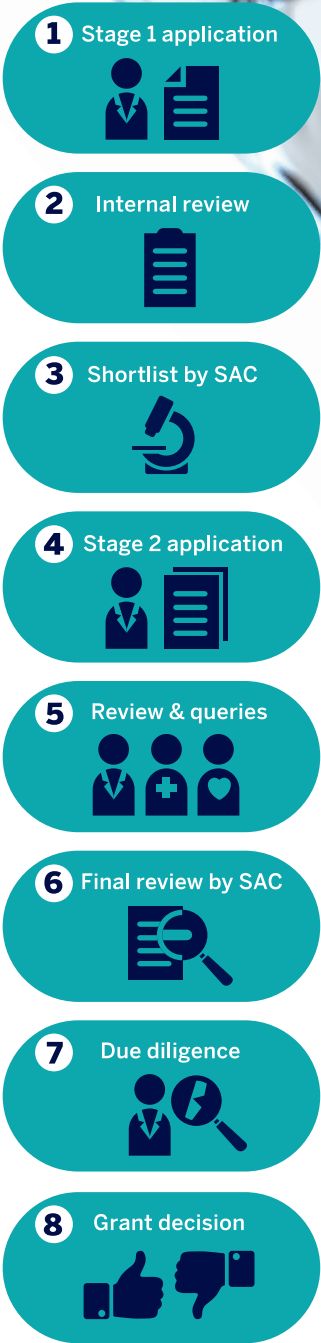 1 Stage 1 application
2 Internal review
3 Shortlist by SAC
4 Stage 2 application
5 Review & queries
6 Final review by SAC
7 Due diligence
8 Grant decision